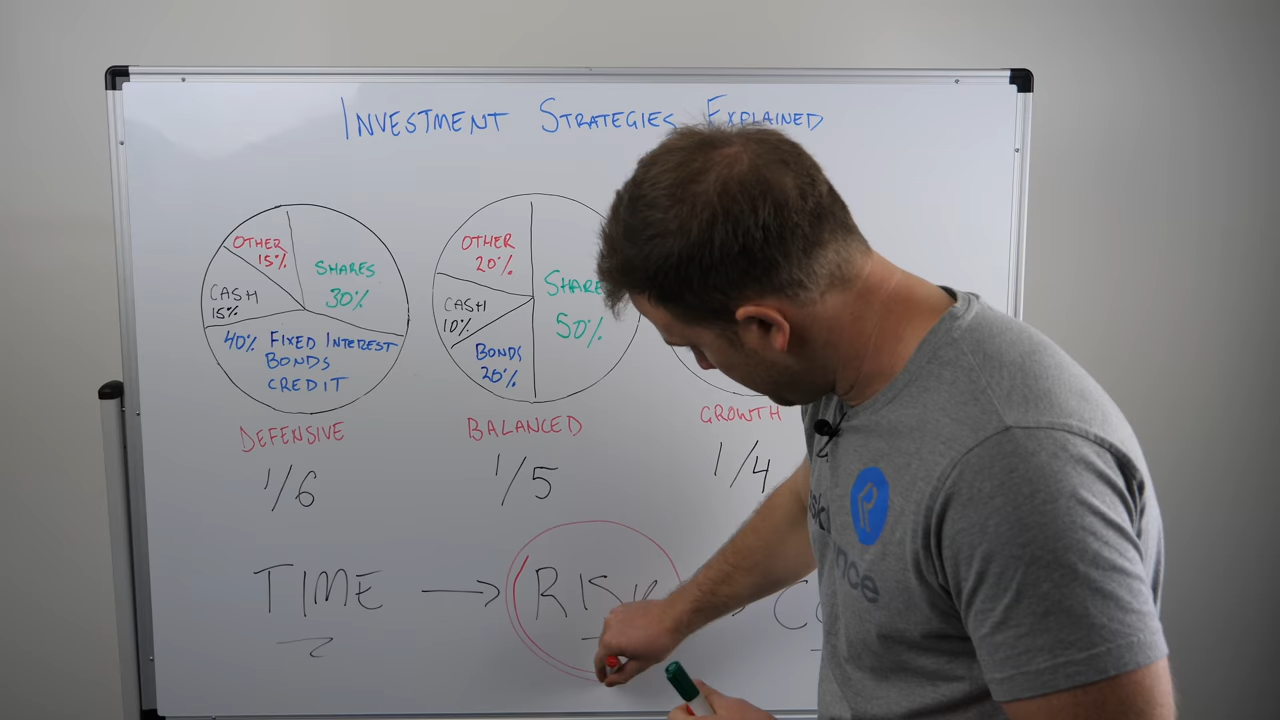 INVESTMENT STRATEGIES EXPLAINED
OTHER
15%
SHARES
30%
CASH
15%
40% FIXED INTEREST
BONDS
CREDIT
DEFENSIVE
1/6
OTHER
20%
SHARE
50%
CASH
10%
BONDS
20%
BALANCED
1/5
GROWTH
1/4
TIME → RISK